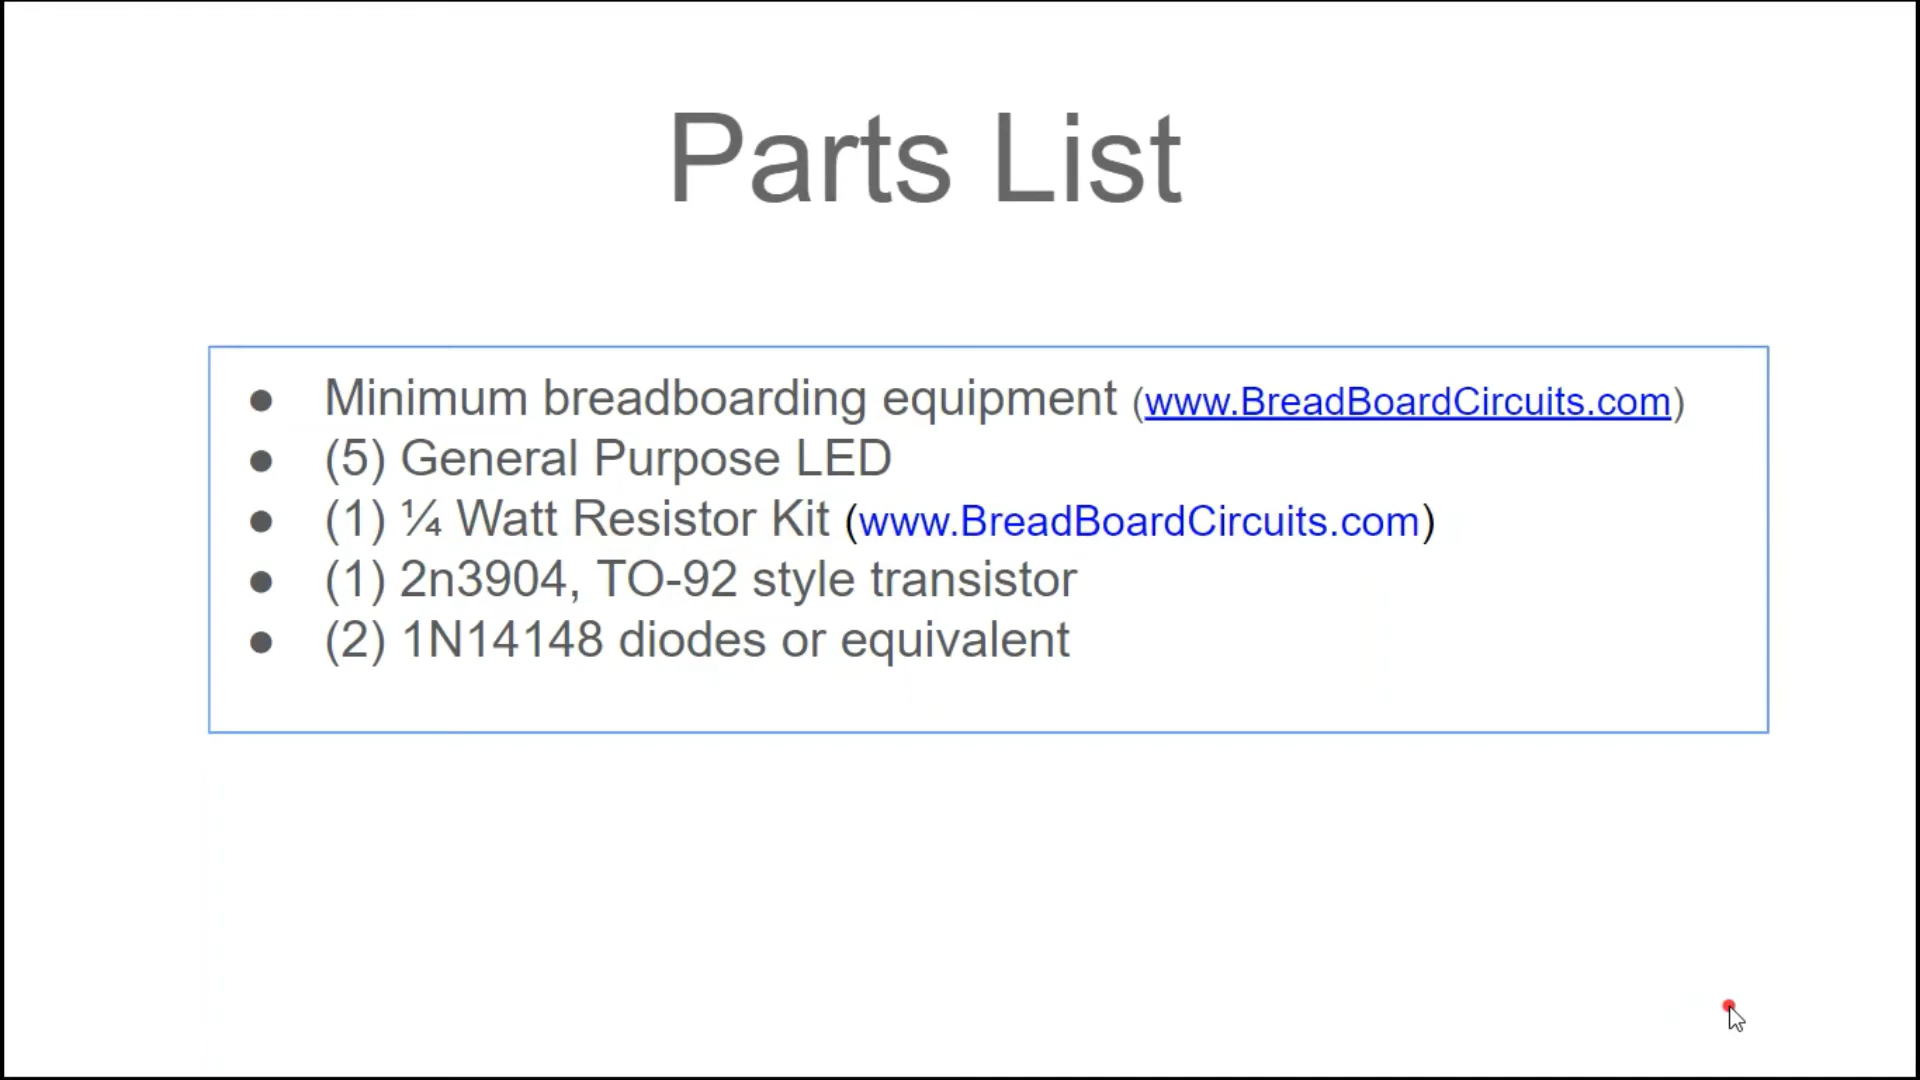 Parts List
● Minimum breadboarding equipment (www.BreadBoardCircuits.com)
● (5) General Purpose LED
● (1) ¼ Watt Resistor Kit (www.BreadBoardCircuits.com)
● (1) 2n3904, TO-92 style transistor
● (2) 1N14148 diodes or equivalent